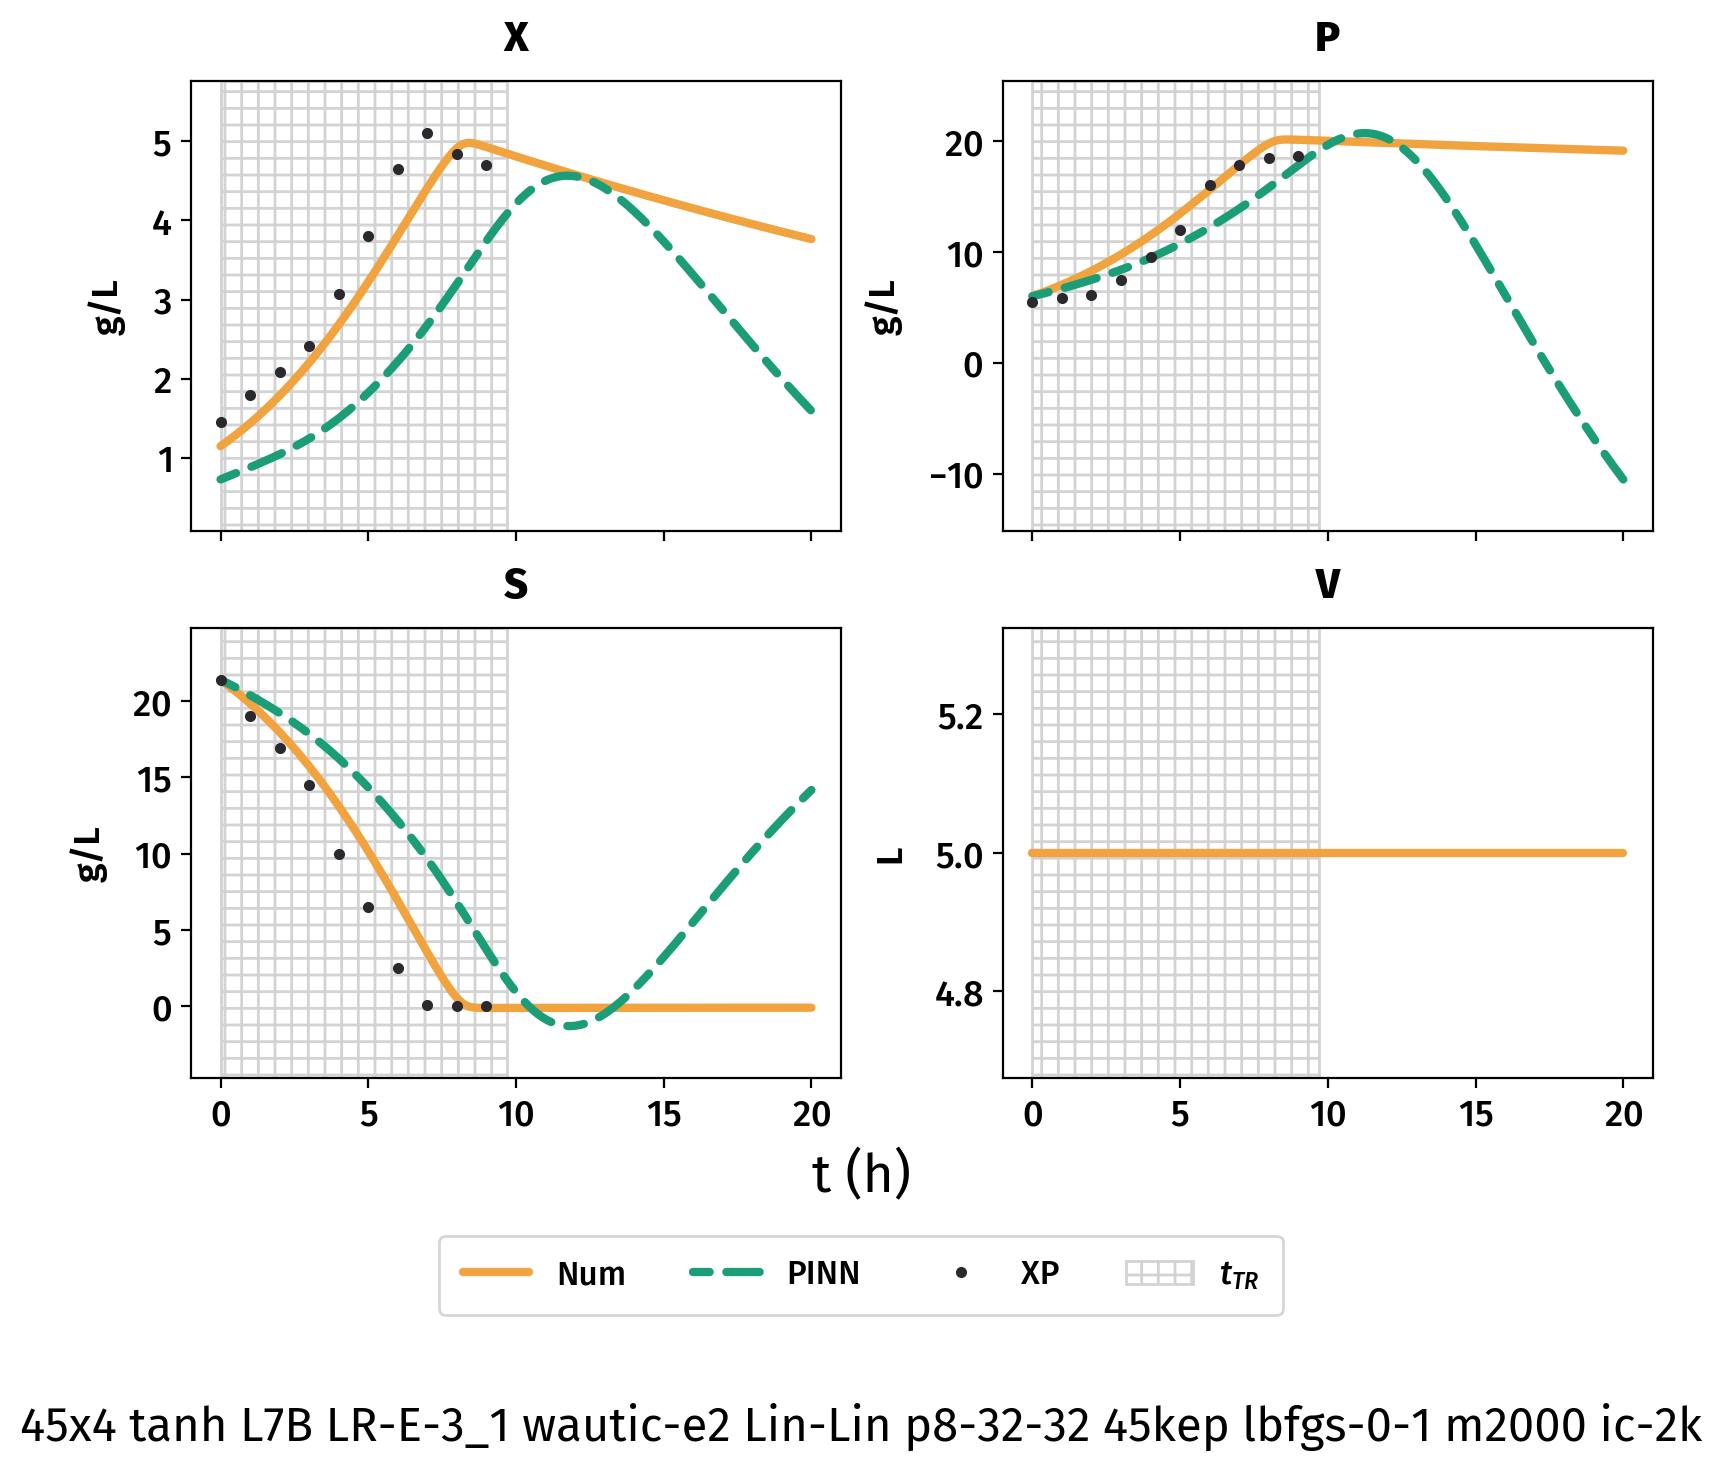 X
P
5
4
3
2
1
g/L
20
10
0
−10
g/L
S
V
20
15
10
5
0
g/L
0 5 10 15 20
5.2
5.0
4.8
L
0 5 10 15 20
t (h)
Num PINN XP tTR
45x4 tanh L7B LR-E-3_1 wautic-e2 Lin-Lin p8-32-32 45kep lbfgs-0-1 m2000 ic-2k